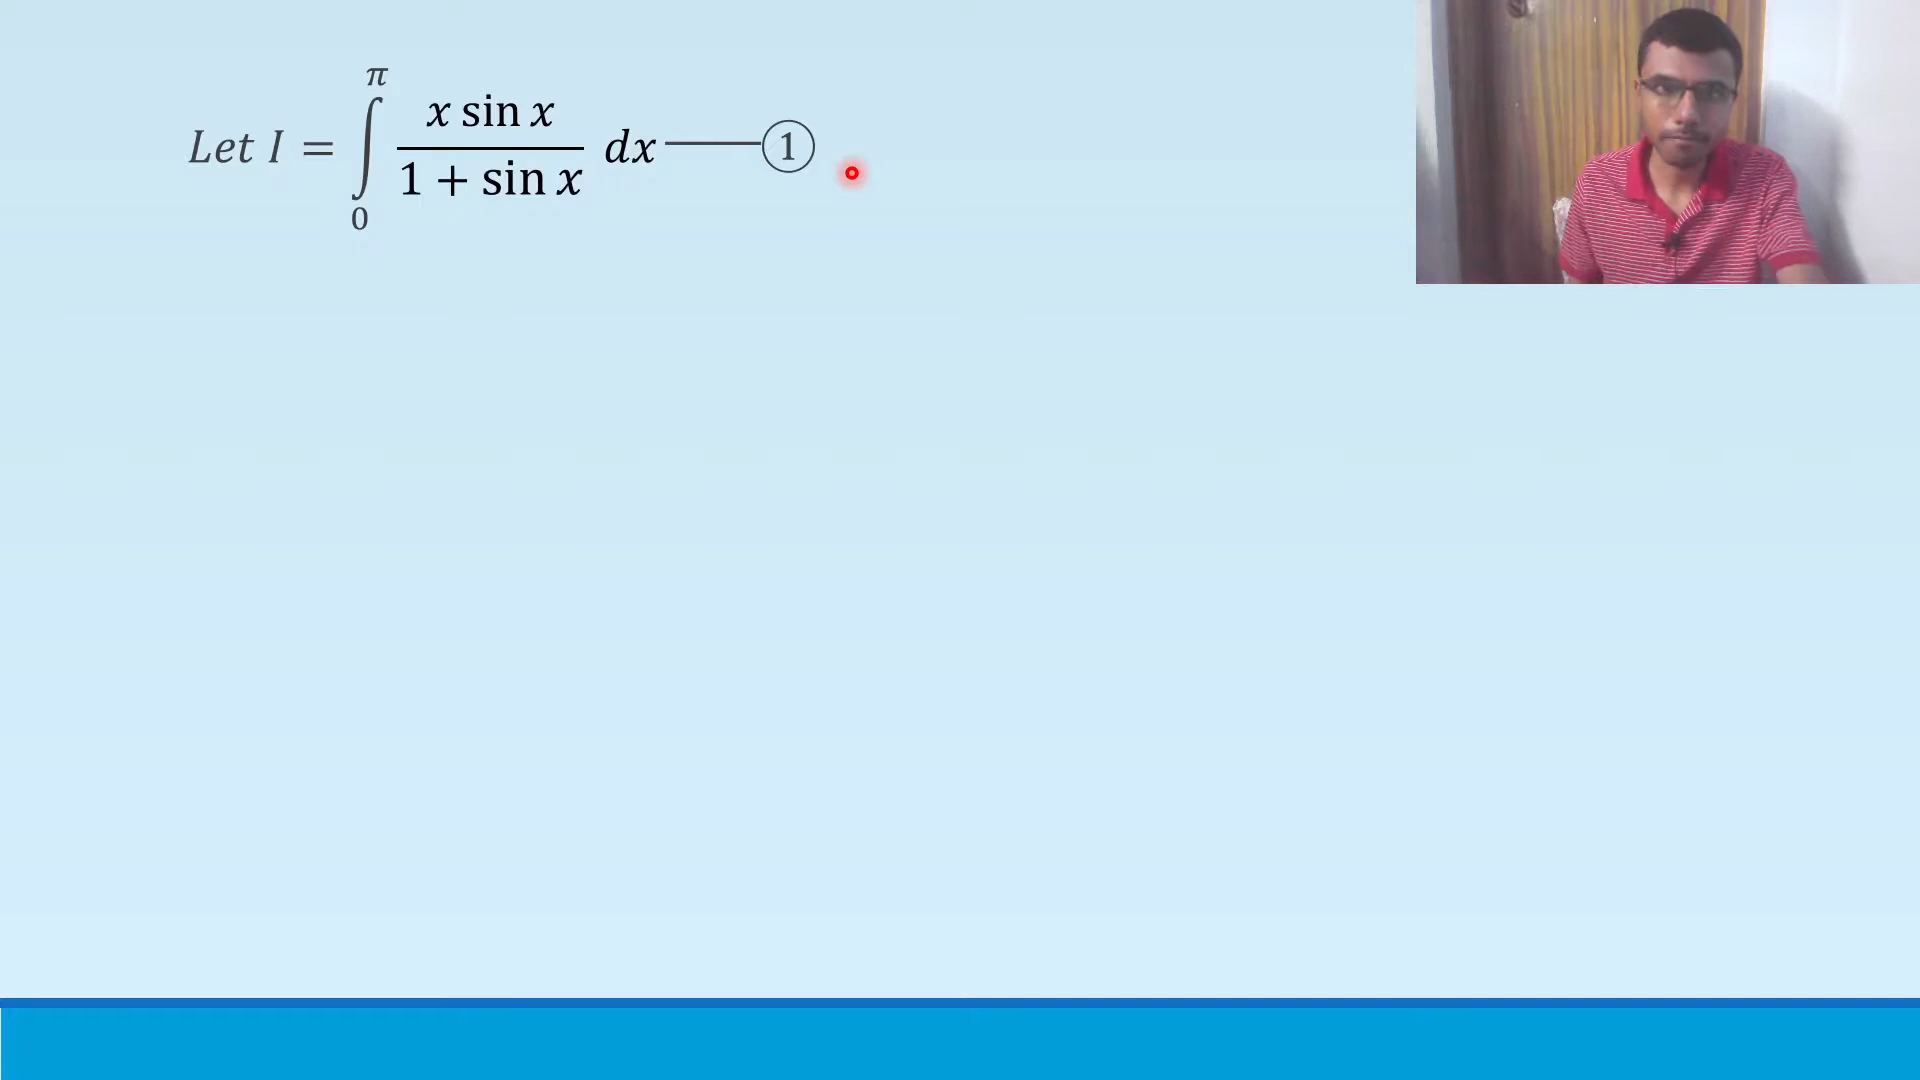 Let I = ∫₀^π (x sin x)/(1 + sin x) dx —— ①